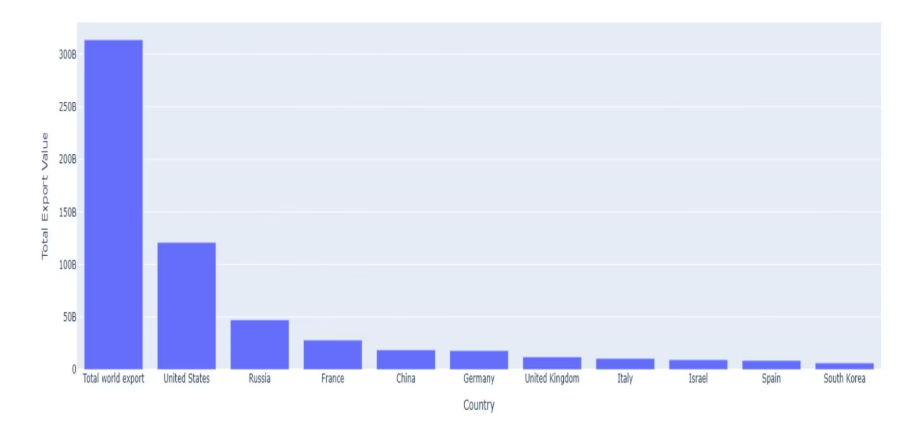 Total Export Value
300B
250B
200B
150B
100B
50B
0
Total world export United States Russia France China Germany United Kingdom Italy Israel Spain South Korea
Country